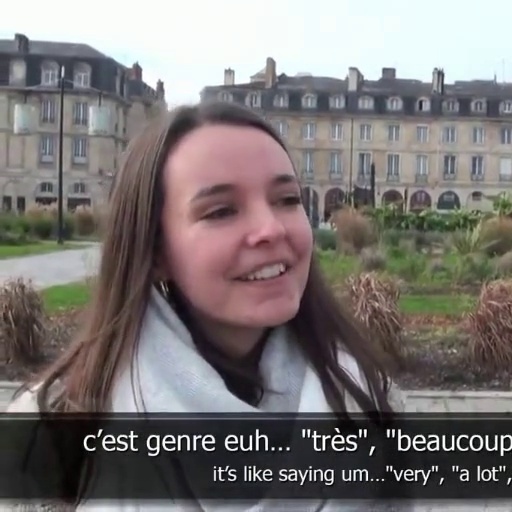 c’est genre euh... "très", "beaucoup
it’s like saying um..."very", "a lot",